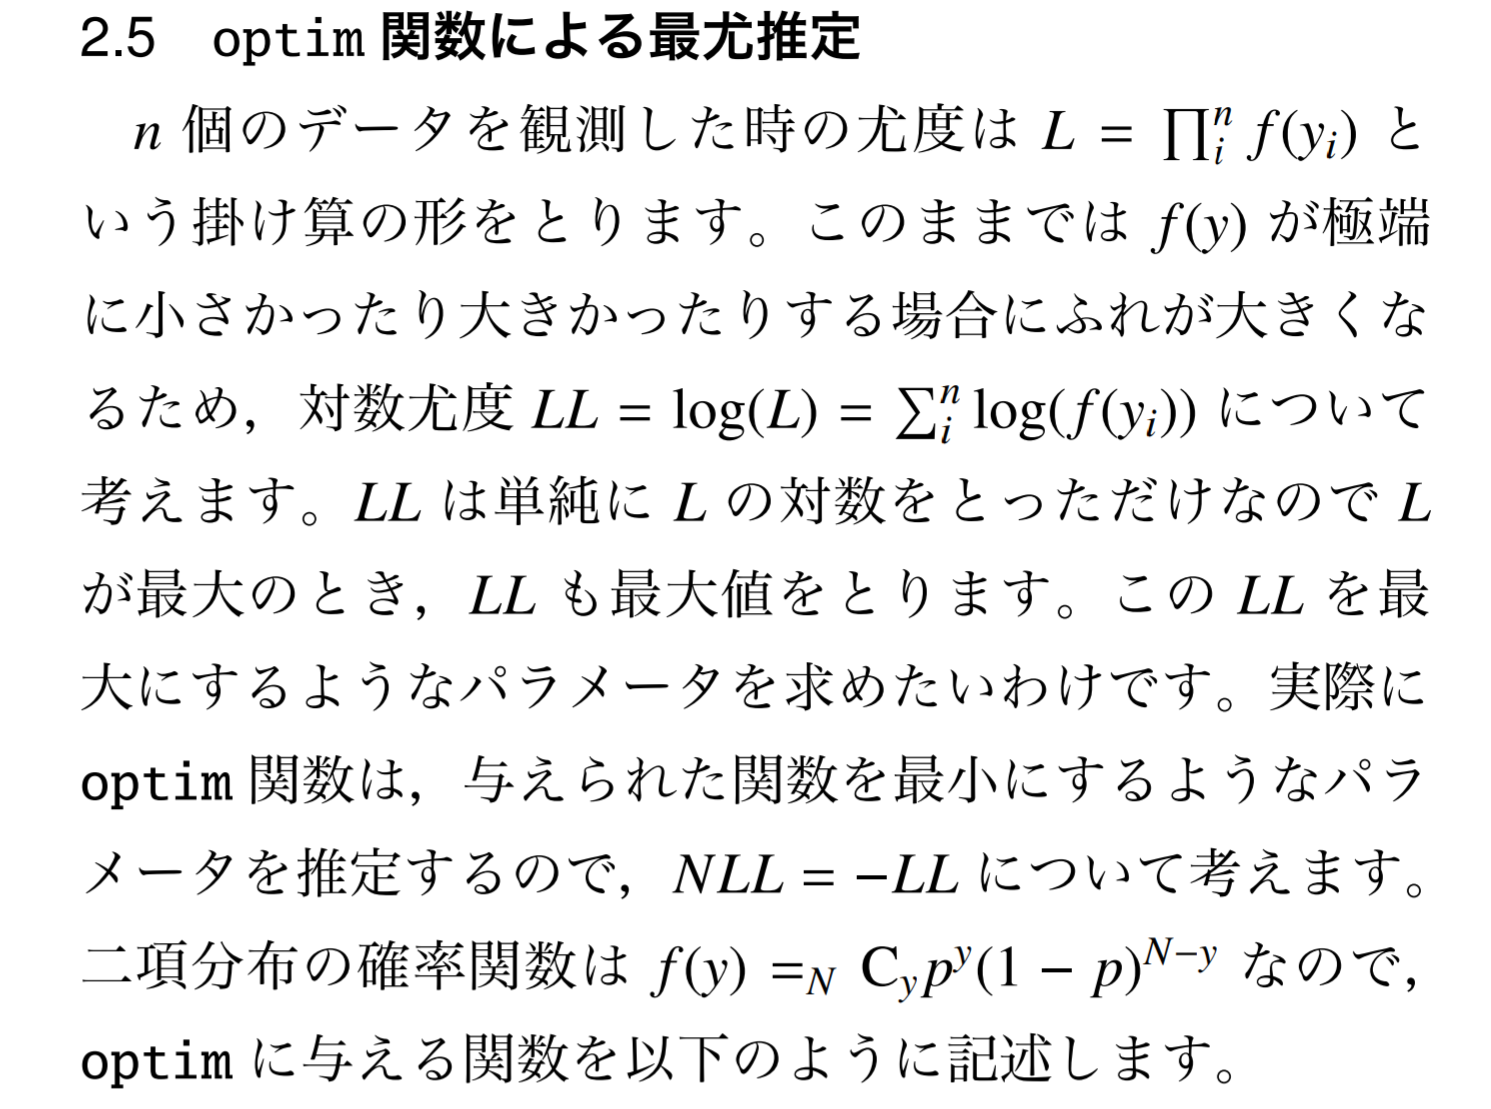 2.5 optim 関数による最尤推定
n 個のデータを観測した時の尤度は L = ∏ᵢⁿ f(yᵢ) と
いう掛け算の形をとります。このままでは f(y) が極端
に小さかったり大きかったりする場合にふれが大きくな
るため，対数尤度 LL = log(L) = ∑ᵢⁿ log(f(yᵢ)) について
考えます。LL は単純に L の対数をとっただけなので L
が最大のとき，LL も最大値をとります。この LL を最
大にするようなパラメータを求めたいわけです。実際に
optim 関数は，与えられた関数を最小にするようなパラ
メータを推定するので，NLL = −LL について考えます。
二項分布の確率関数は f(y) =_N C_y p^y(1 − p)^{N−y} なので，
optim に与える関数を以下のように記述します。